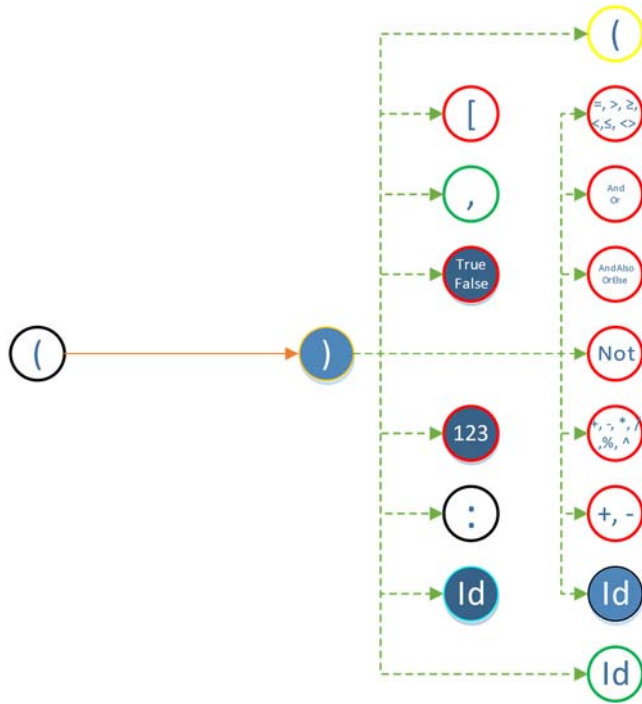 (
[
=, >, ≥,
<,≤, <>
,
And
Or
True
False
AndAlso
OrElse
(
)
Not
123
+, -, *, /
,%, ^
:
+, -
Id
Id
Id